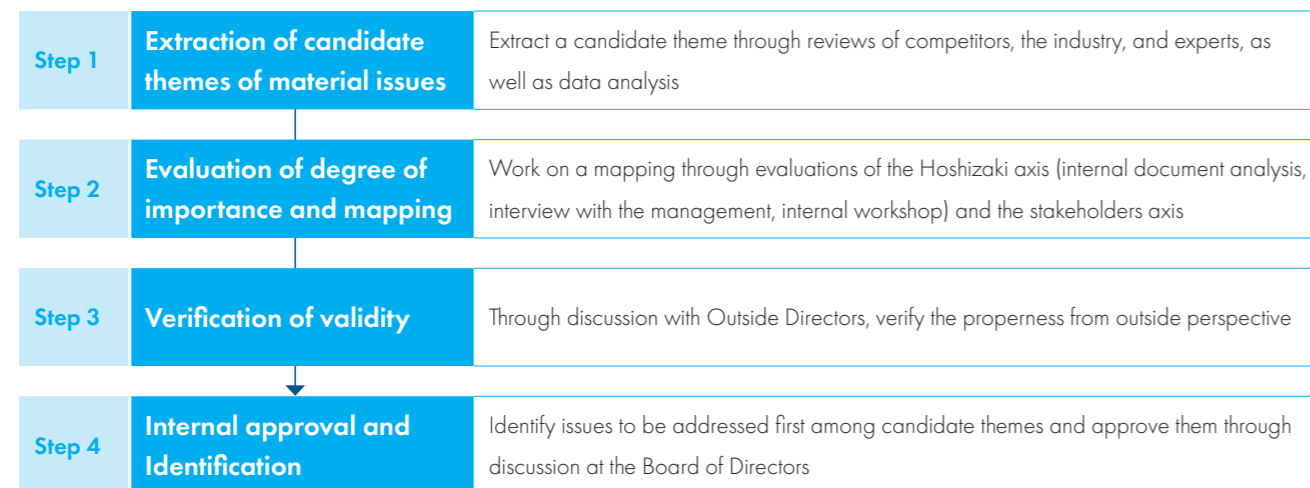 Step 1
Extraction of candidate
themes of material issues
Extract a candidate theme through reviews of competitors, the industry, and experts, as
well as data analysis
Step 2
Evaluation of degree of
importance and mapping
Work on a mapping through evaluations of the Hoshizaki axis (internal document analysis,
interview with the management, internal workshop) and the stakeholders axis
Step 3
Verification of validity
Through discussion with Outside Directors, verify the properness from outside perspective
Step 4
Internal approval and
Identification
Identify issues to be addressed first among candidate themes and approve them through
discussion at the Board of Directors